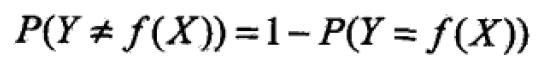 P(Y ≠ f(X)) = 1 − P(Y = f(X))